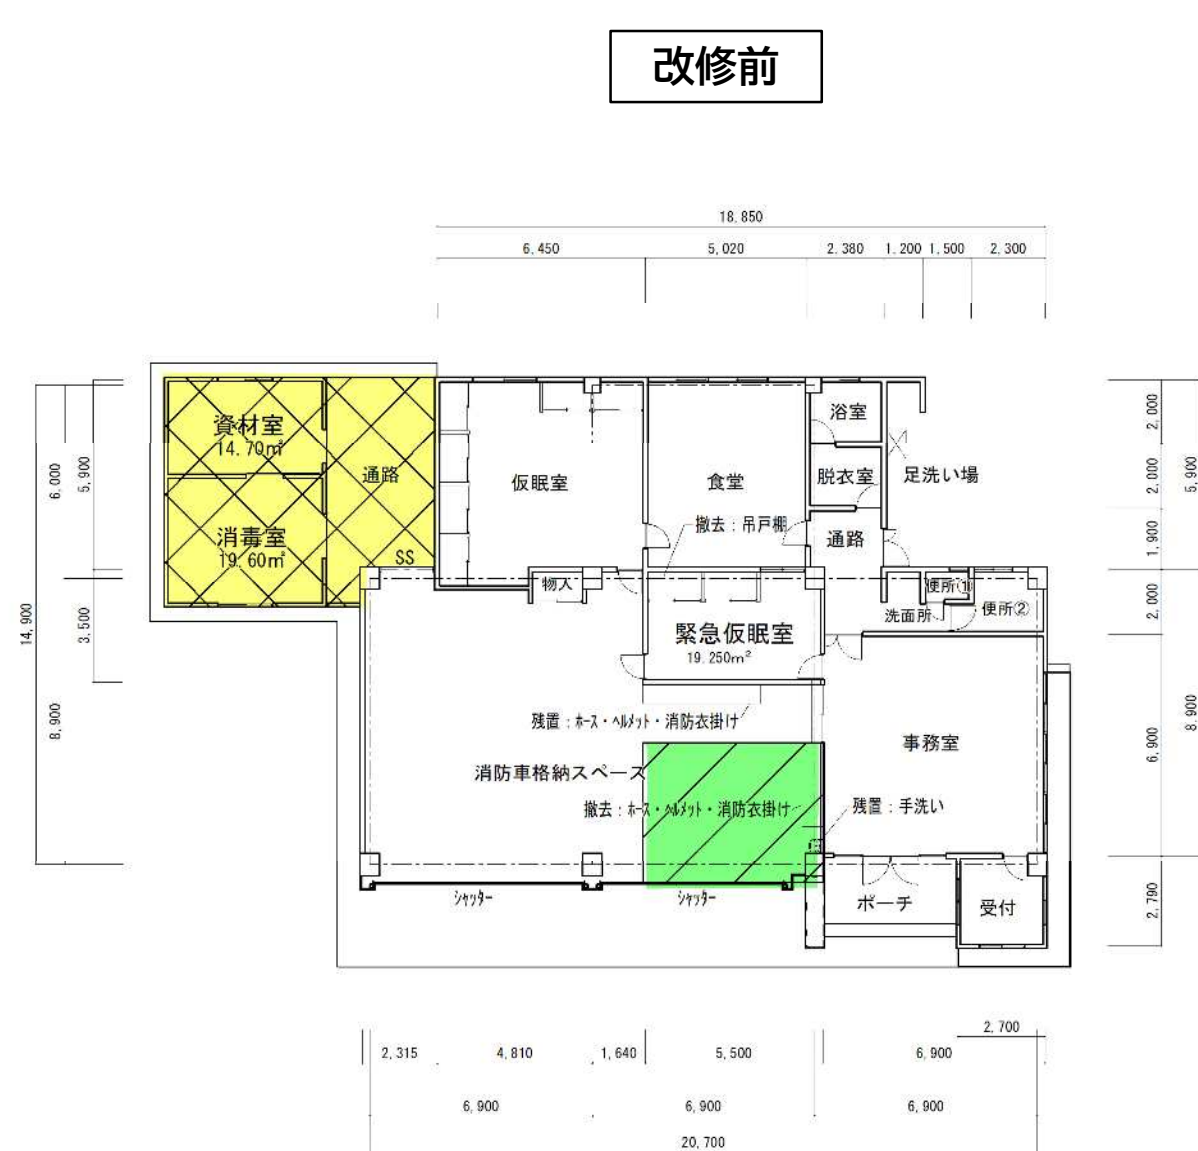 改修前
18,850
6,450
5,020
2,380
1,200
1,500
2,300
資材室
14.70㎡
通路
消毒室
19.60㎡
SS
仮眠室
食堂
浴室
脱衣室
足洗い場
撤去：吊戸棚
通路
物入
便所①
便所②
洗面所
緊急仮眠室
19.250m²
残置：ホース・ヘルメット・消防衣掛け
事務室
消防車格納スペース
撤去：ホース・ヘルメット・消防衣掛け
残置：手洗い
シャッター
シャッター
ポーチ
受付
14,900
6,000
8,900
5,900
3,500
2,000
2,000
1,900
2,000
6,900
2,790
5,900
8,900
2,700
2,315
4,810
1,640
5,500
6,900
6,900
6,900
6,900
20,700